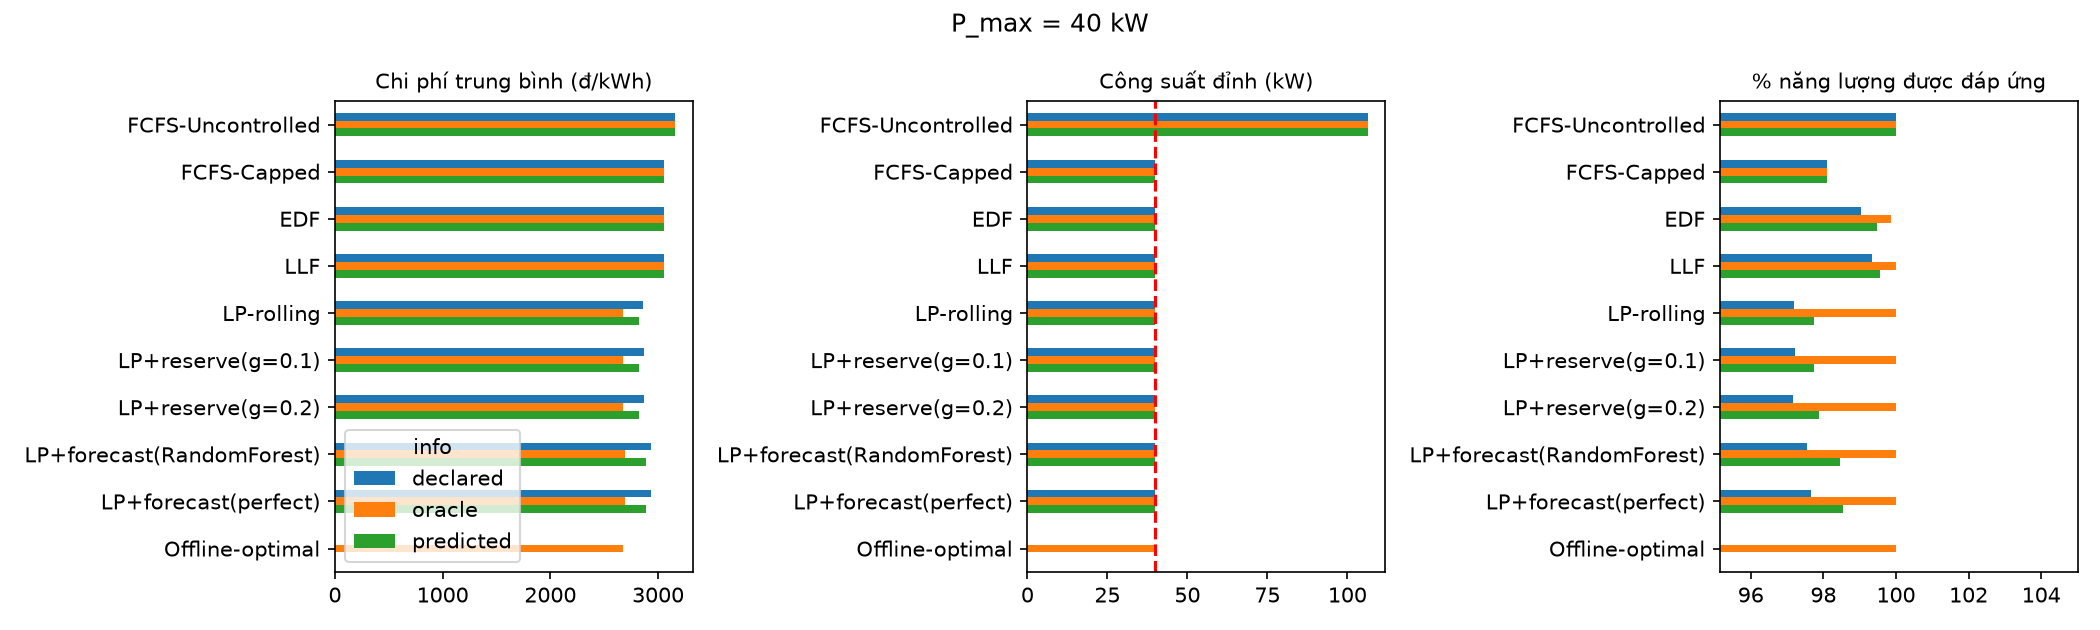 P_max = 40 kW
Chi phí trung bình (đ/kWh)
FCFS-Uncontrolled
FCFS-Capped
EDF
LLF
LP-rolling
LP+reserve(g=0.1)
LP+reserve(g=0.2)
LP+forecast(RandomForest)
LP+forecast(perfect)
Offline-optimal
info
declared
oracle
predicted
0 1000 2000 3000
Công suất đỉnh (kW)
FCFS-Uncontrolled
FCFS-Capped
EDF
LLF
LP-rolling
LP+reserve(g=0.1)
LP+reserve(g=0.2)
LP+forecast(RandomForest)
LP+forecast(perfect)
Offline-optimal
0 25 50 75 100
% năng lượng được đáp ứng
FCFS-Uncontrolled
FCFS-Capped
EDF
LLF
LP-rolling
LP+reserve(g=0.1)
LP+reserve(g=0.2)
LP+forecast(RandomForest)
LP+forecast(perfect)
Offline-optimal
96 98 100 102 104